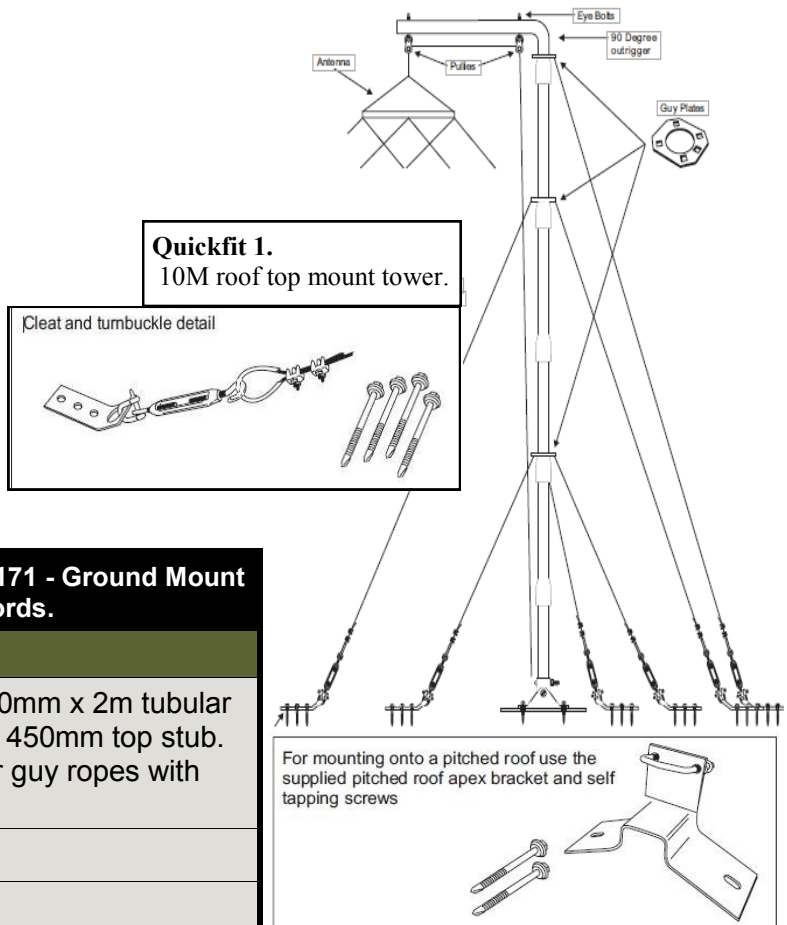 Eye Bolts
90 Degree
outrigger
Antenna
Pullies
Guy Plates
Quickfit 1.
10M roof top mount tower.
Cleat and turnbuckle detail
171 - Ground Mount
ords.
0mm x 2m tubular
450mm top stub.
r guy ropes with
For mounting onto a pitched roof use the
supplied pitched roof apex bracket and self
tapping screws